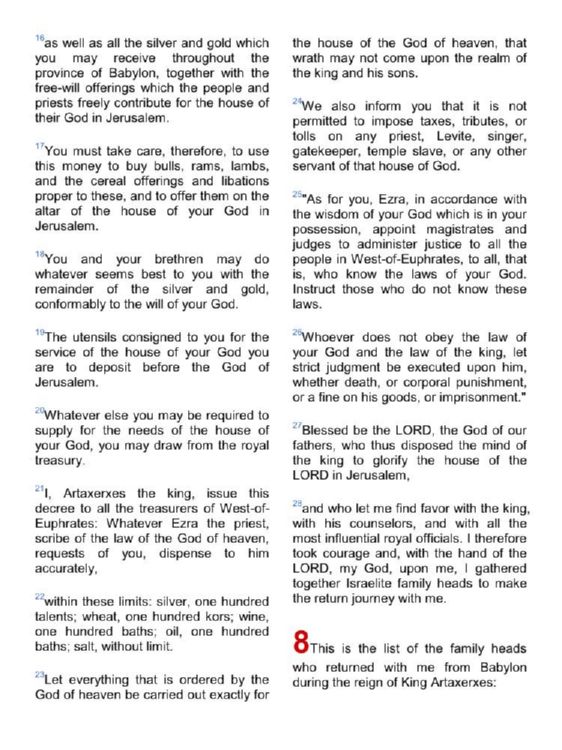 16as well as all the silver and gold which
you may receive throughout the
province of Babylon, together with the
free-will offerings which the people and
priests freely contribute for the house of
their God in Jerusalem.
17You must take care, therefore, to use
this money to buy bulls, rams, lambs,
and the cereal offerings and libations
proper to these, and to offer them on the
altar of the house of your God in
Jerusalem.
18You and your brethren may do
whatever seems best to you with the
remainder of the silver and gold,
conformably to the will of your God.
19The utensils consigned to you for the
service of the house of your God you
are to deposit before the God of
Jerusalem.
20Whatever else you may be required to
supply for the needs of the house of
your God, you may draw from the royal
treasury.
21I, Artaxerxes the king, issue this
decree to all the treasurers of West-of-
Euphrates: Whatever Ezra the priest,
scribe of the law of the God of heaven,
requests of you, dispense to him
accurately,
22within these limits: silver, one hundred
talents; wheat, one hundred kors; wine,
one hundred baths; oil, one hundred
baths; salt, without limit.
23Let everything that is ordered by the
God of heaven be carried out exactly for
the house of the God of heaven, that
wrath may not come upon the realm of
the king and his sons.
24We also inform you that it is not
permitted to impose taxes, tributes, or
tolls on any priest, Levite, singer,
gatekeeper, temple slave, or any other
servant of that house of God.
25"As for you, Ezra, in accordance with
the wisdom of your God which is in your
possession, appoint magistrates and
judges to administer justice to all the
people in West-of-Euphrates, to all, that
is, who know the laws of your God.
Instruct those who do not know these
laws.
26Whoever does not obey the law of
your God and the law of the king, let
strict judgment be executed upon him,
whether death, or corporal punishment,
or a fine on his goods, or imprisonment."
27Blessed be the LORD, the God of our
fathers, who thus disposed the mind of
the king to glorify the house of the
LORD in Jerusalem,
28and who let me find favor with the king,
with his counselors, and with all the
most influential royal officials. I therefore
took courage and, with the hand of the
LORD, my God, upon me, I gathered
together Israelite family heads to make
the return journey with me.
8This is the list of the family heads
who returned with me from Babylon
during the reign of King Artaxerxes: